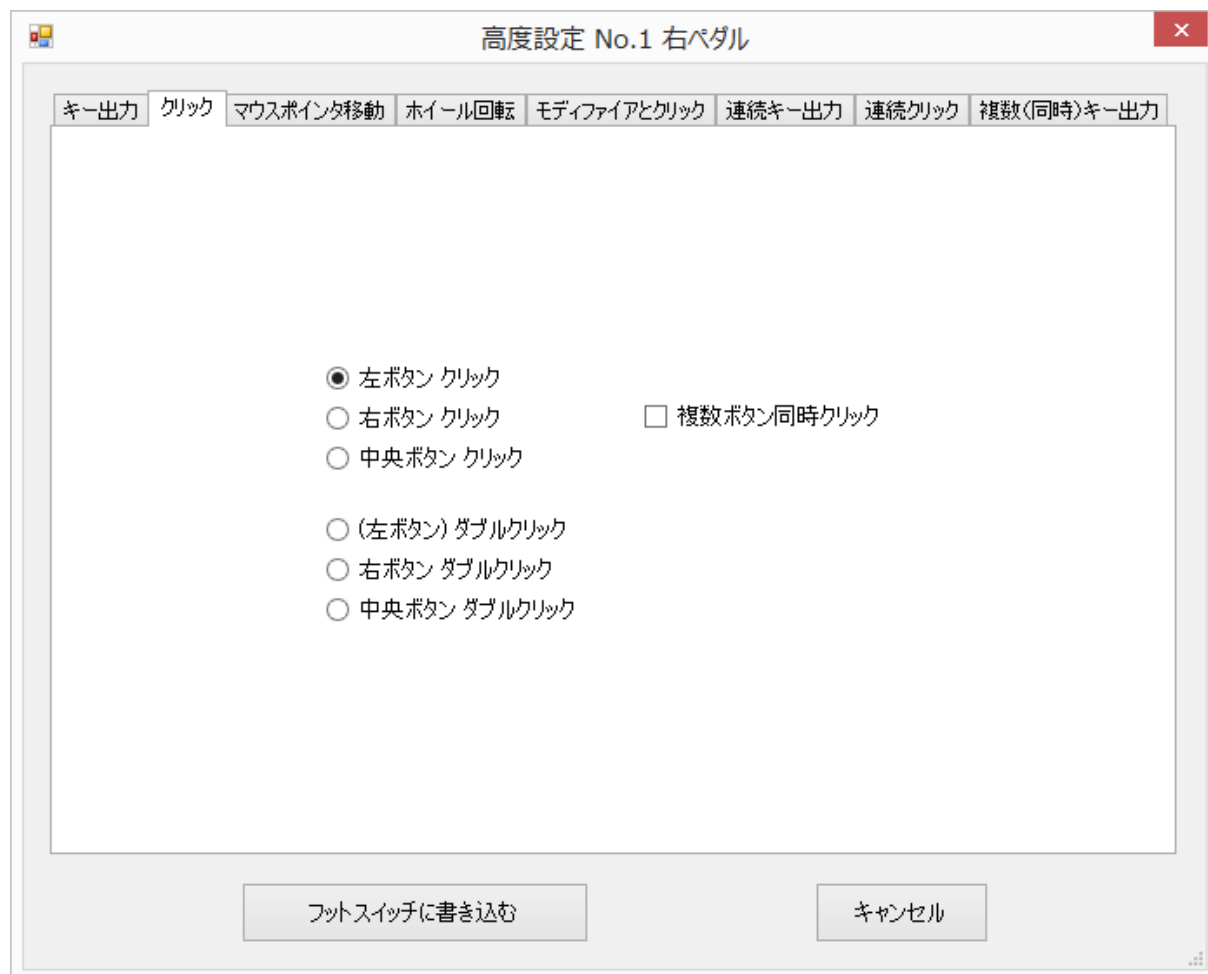 高度設定 No.1 右ペダル
キー出力 クリック マウスポインタ移動 ホイール回転 モディファイアとクリック 連続キー出力 連続クリック 複数(同時)キー出力
左ボタン クリック
右ボタン クリック 複数ボタン同時クリック
中央ボタン クリック
(左ボタン) ダブルクリック
右ボタン ダブルクリック
中央ボタン ダブルクリック
フットスイッチに書き込む キャンセル